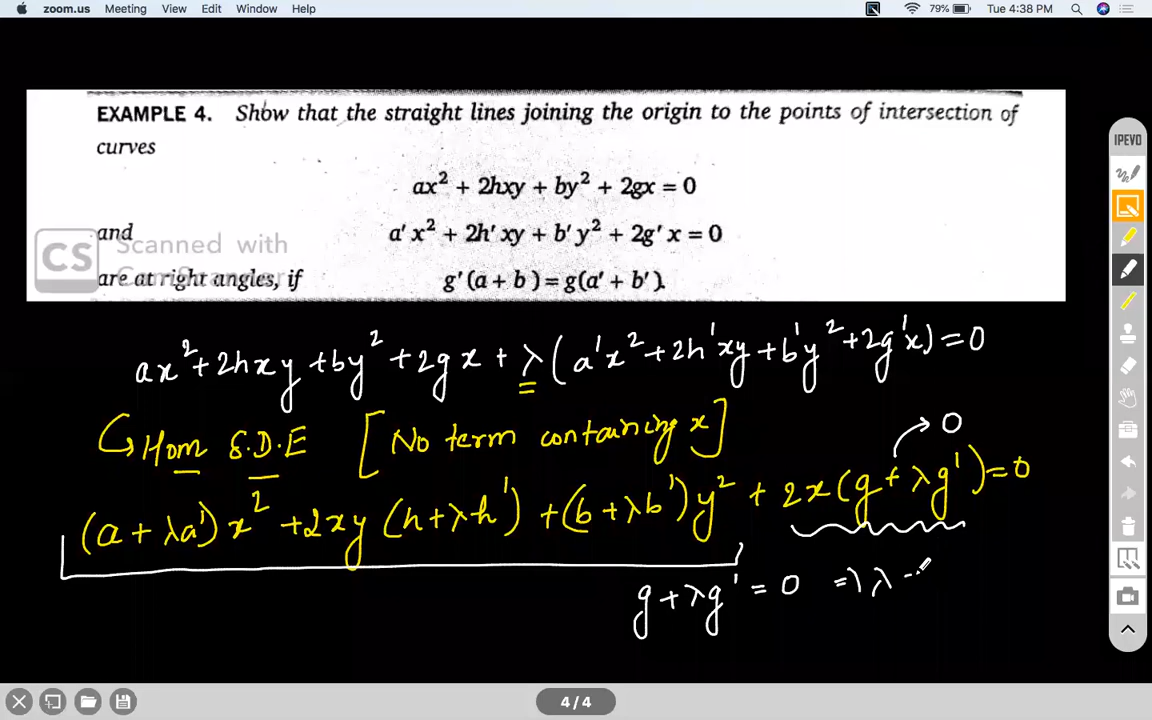 zoom.us Meeting View Edit Window Help 79% Tue 4:38 PM
EXAMPLE 4. Show that the straight lines joining the origin to the points of intersection of
curves
ax² + 2hxy + by² + 2gx = 0
and a′x² + 2h′xy + b′y² + 2g′x = 0
CS Scanned with
are at right angles, if g′(a + b) = g(a′ + b′).
ax² + 2hxy + by² + 2gx + λ(a′x² + 2h′xy + b′y² + 2g′x) = 0
↳ Hom S.D.E [No term containing x]
→ 0
(a + λa′)x² + 2xy(h + λh′) + (b + λb′)y² + 2x(g + λg′) = 0
g + λg′ = 0 ⇒ λ -
IPEVO
4/4